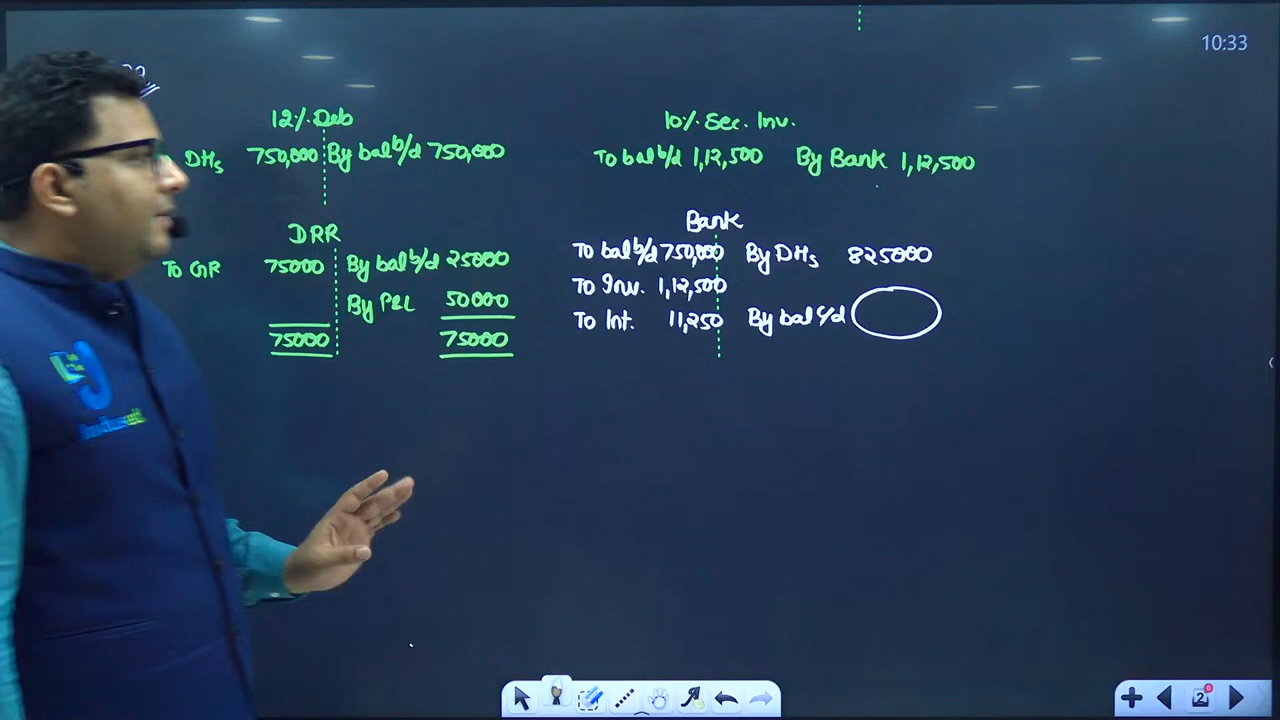 10:33
12% Deb
DHs 750,000 By bal b/d 750,000
10% Sec. Inv.
To bal b/d 1,12,500 By Bank 1,12,500
DRR
To GR 75000 By bal b/d 25000
By P&L 50000
75000 75000
Bank
To bal b/d 750,000 By DHs 825000
To Inv. 1,12,500
To Int. 11,250 By bal c/d
2